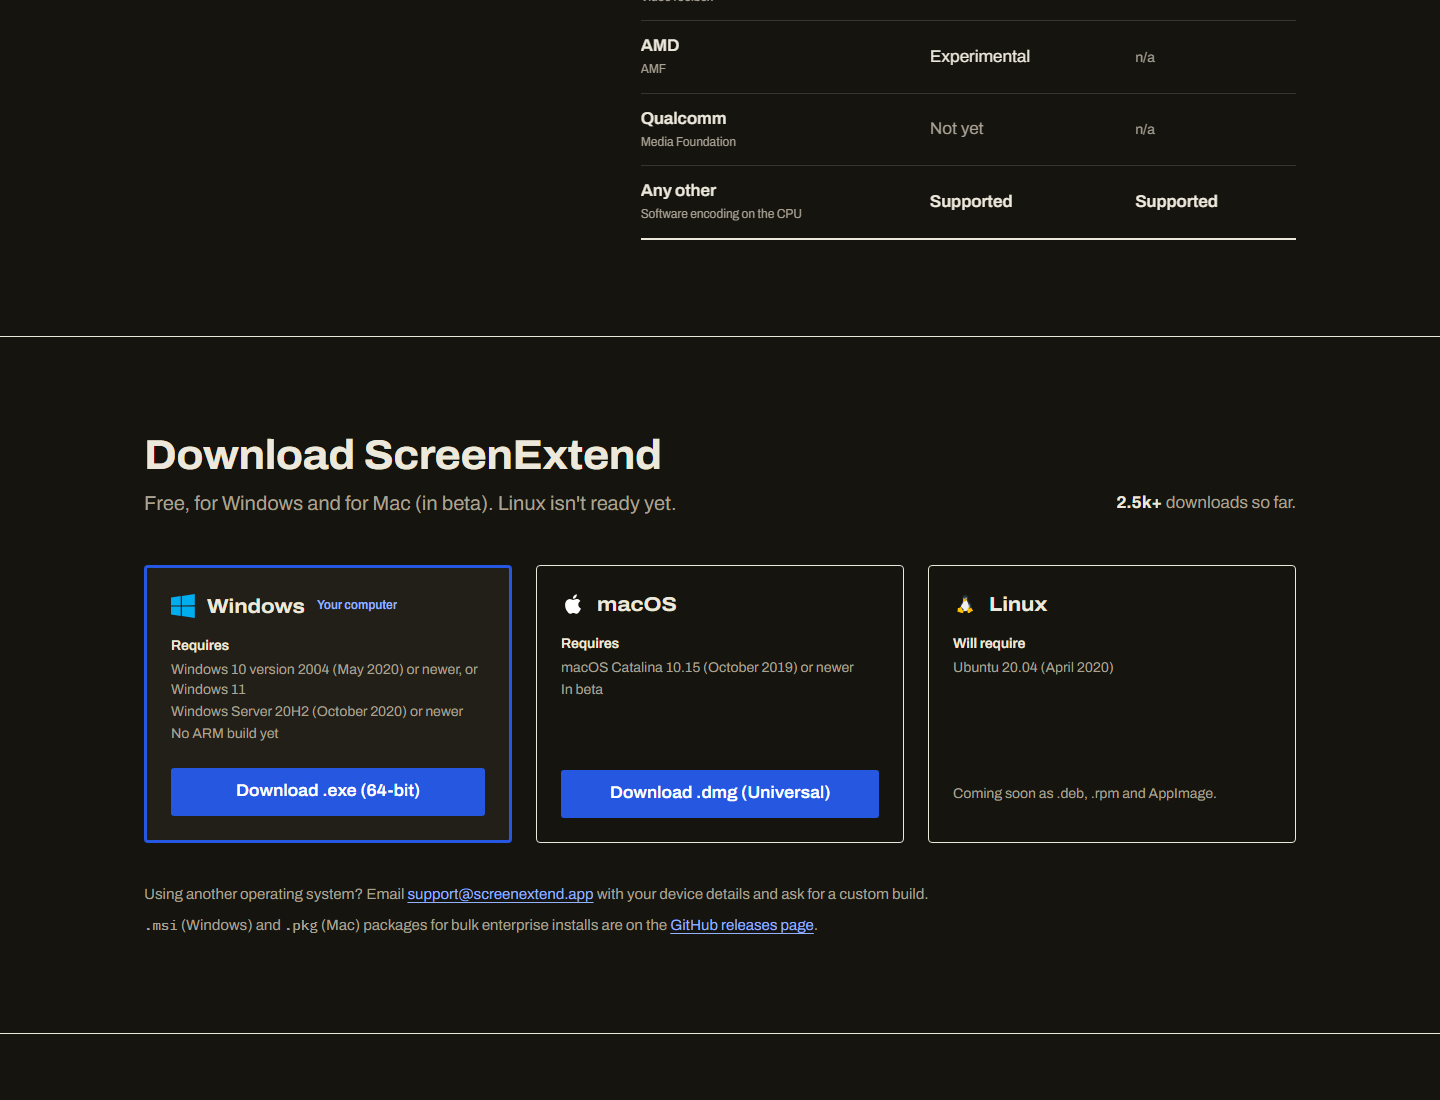 AMD
AMF
Experimental
n/a
Qualcomm
Media Foundation
Not yet
n/a
Any other
Software encoding on the CPU
Supported
Supported
Download ScreenExtend
Free, for Windows and for Mac (in beta). Linux isn't ready yet.
2.5k+ downloads so far.
Windows Your computer
Requires
Windows 10 version 2004 (May 2020) or newer, or
Windows 11
Windows Server 20H2 (October 2020) or newer
No ARM build yet
Download .exe (64-bit)
macOS
Requires
macOS Catalina 10.15 (October 2019) or newer
In beta
Download .dmg (Universal)
Linux
Will require
Ubuntu 20.04 (April 2020)
Coming soon as .deb, .rpm and AppImage.
Using another operating system? Email support@screenextend.app with your device details and ask for a custom build.
.msi (Windows) and .pkg (Mac) packages for bulk enterprise installs are on the GitHub releases page.